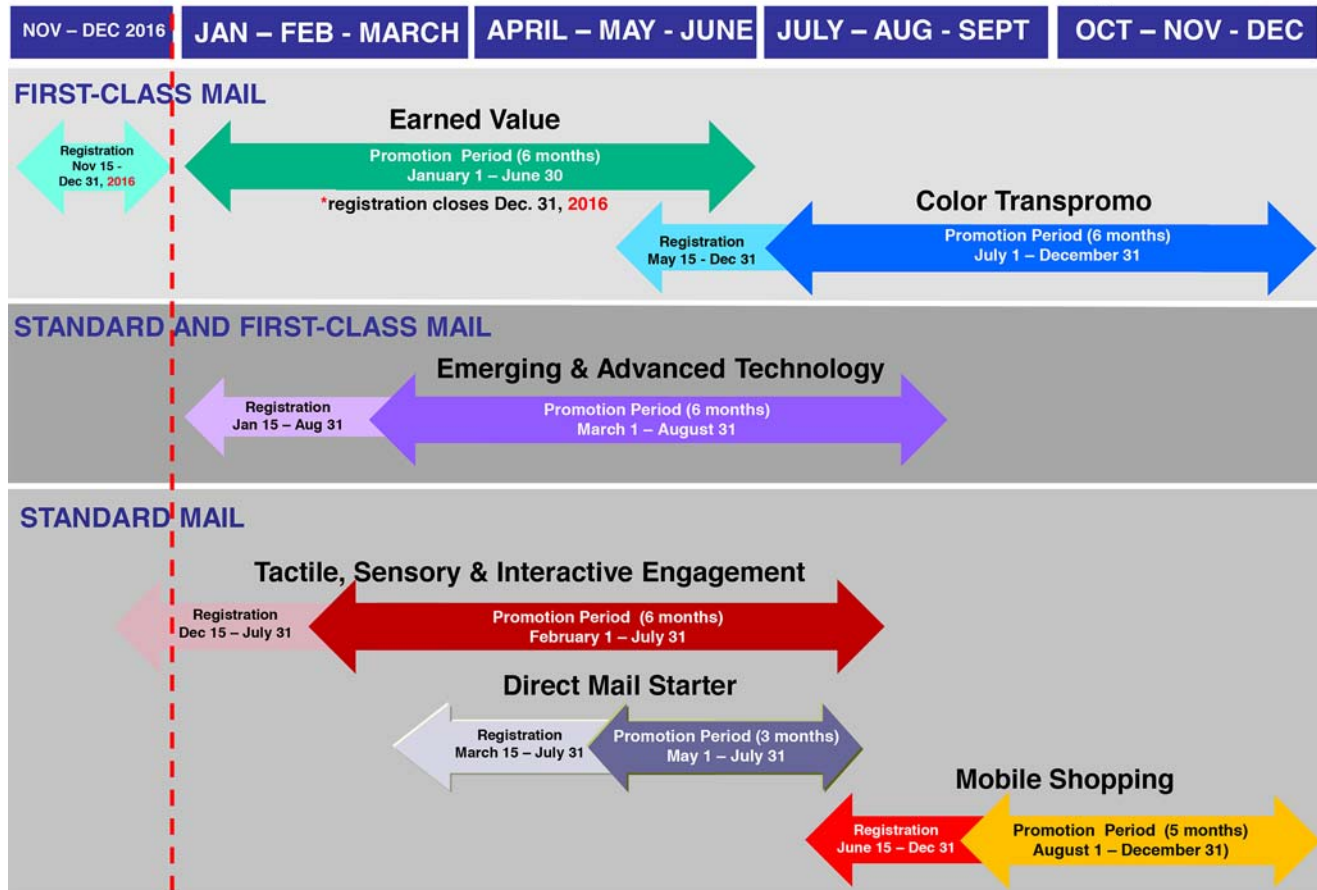 NOV – DEC 2016
JAN – FEB - MARCH
APRIL – MAY - JUNE
JULY – AUG - SEPT
OCT – NOV - DEC
FIRST-CLASS MAIL
Earned Value
Registration
Nov 15 -
Dec 31, 2016
Promotion Period (6 months)
January 1 – June 30
*registration closes Dec. 31, 2016
Color Transpromo
Registration
May 15 - Dec 31
Promotion Period (6 months)
July 1 – December 31
STANDARD AND FIRST-CLASS MAIL
Emerging & Advanced Technology
Registration
Jan 15 – Aug 31
Promotion Period (6 months)
March 1 – August 31
STANDARD MAIL
Tactile, Sensory & Interactive Engagement
Registration
Dec 15 – July 31
Promotion Period (6 months)
February 1 – July 31
Direct Mail Starter
Registration
March 15 – July 31
Promotion Period (3 months)
May 1 – July 31
Mobile Shopping
Registration
June 15 – Dec 31
Promotion Period (5 months)
August 1 – December 31)